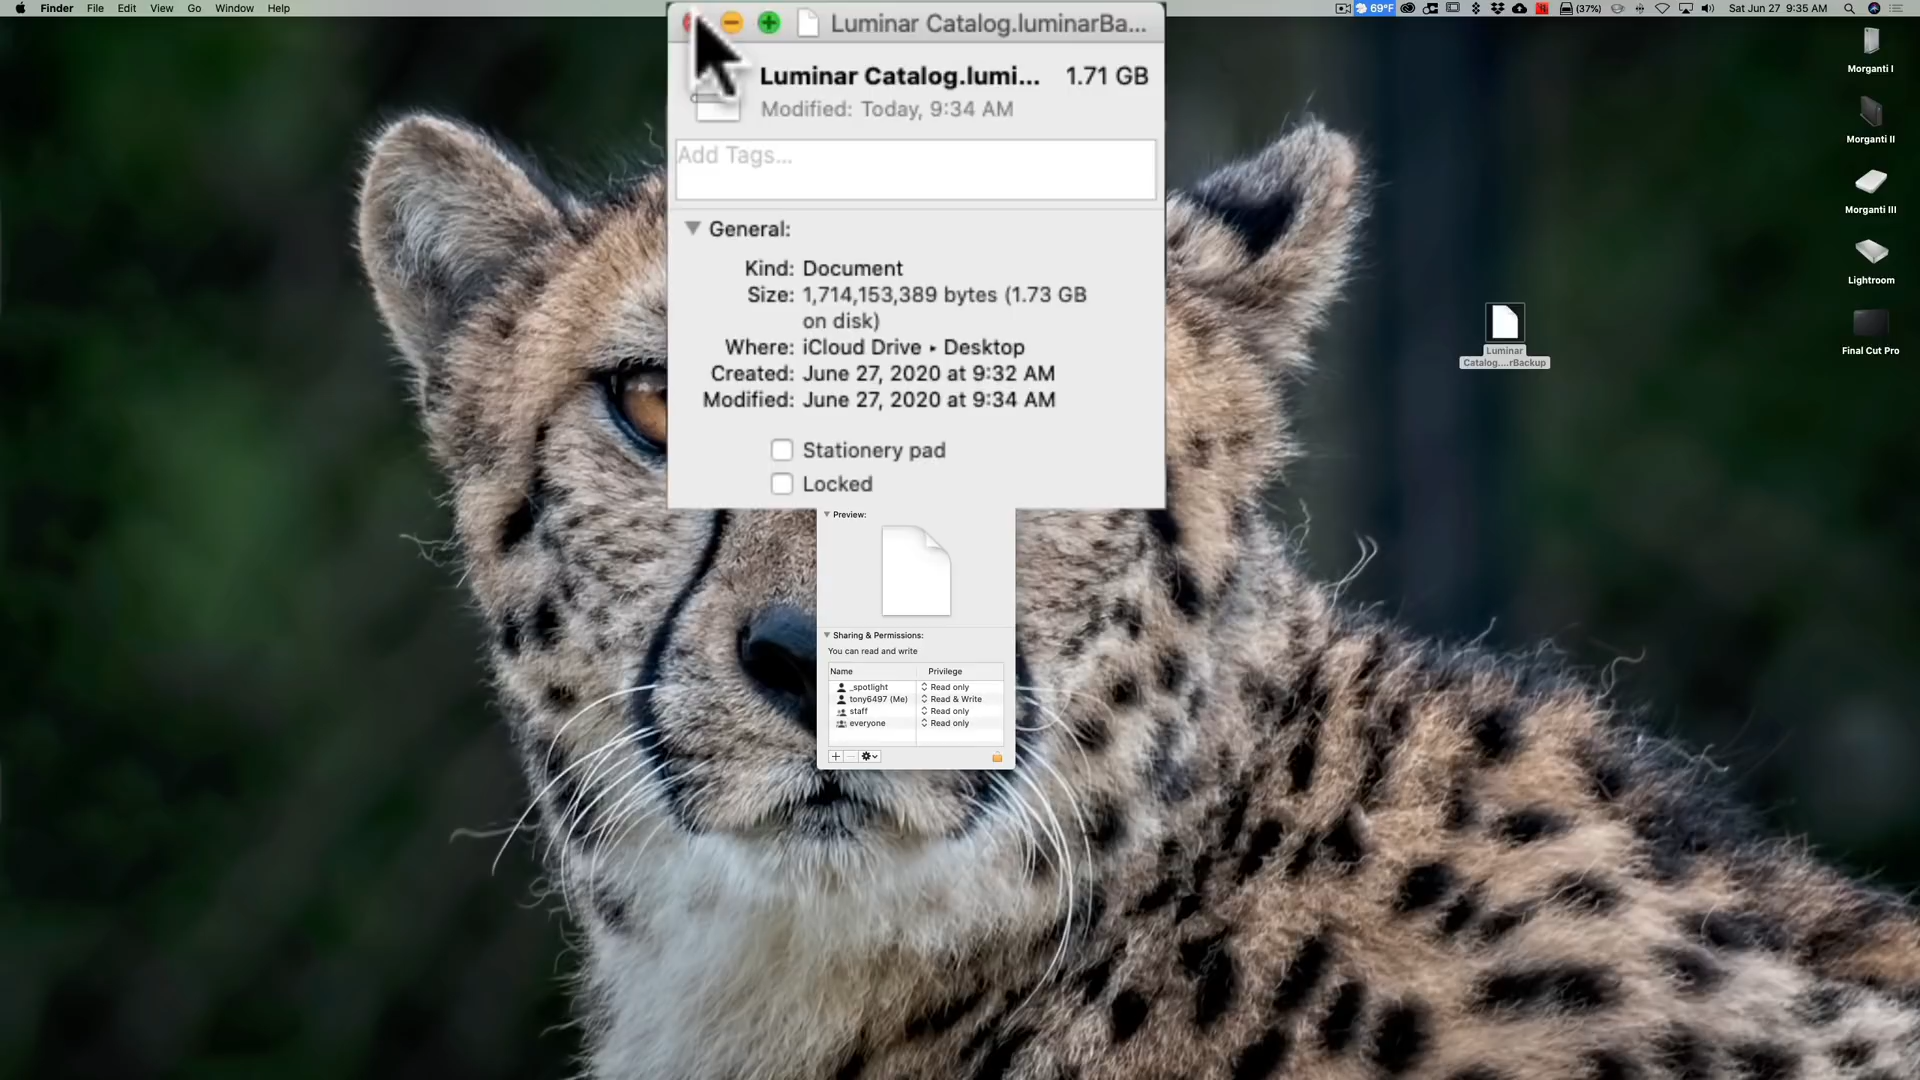 Finder File Edit View Go Window Help
69°F (37%) Sat Jun 27 9:35 AM
Luminar Catalog.luminarBa...
Luminar Catalog.lumi... 1.71 GB
Modified: Today, 9:34 AM
Add Tags...
General:
Kind: Document
Size: 1,714,153,389 bytes (1.73 GB
on disk)
Where: iCloud Drive ▸ Desktop
Created: June 27, 2020 at 9:32 AM
Modified: June 27, 2020 at 9:34 AM
Stationery pad
Locked
Preview:
Sharing & Permissions:
You can read and write
Name Privilege
_spotlight Read only
tony6497 (Me) Read & Write
staff Read only
everyone Read only
Luminar
Catalog....rBackup
Morganti I
Morganti II
Morganti III
Lightroom
Final Cut Pro